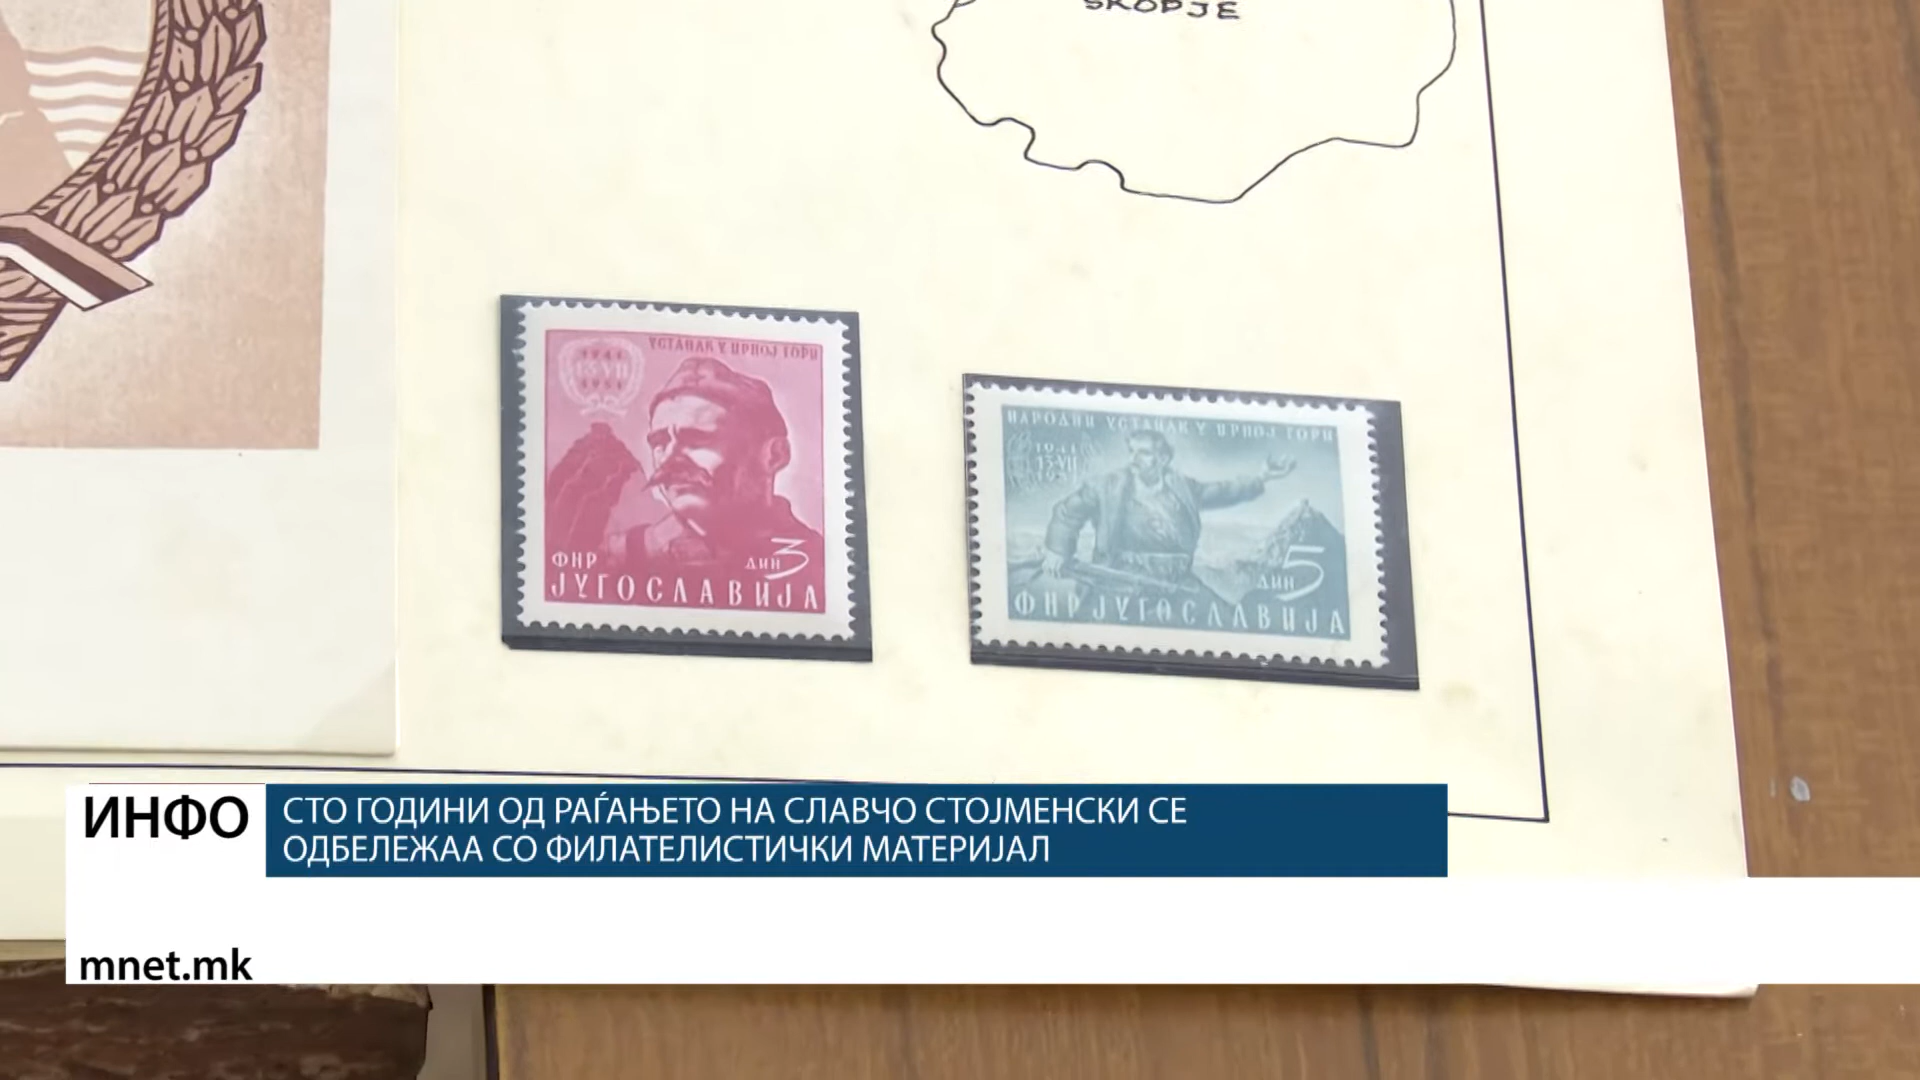 SKOPJE
УСТАНАК У ЦРНОЈ ГОРИ
1941
13·VII
1951
ФНР
ДИН 3
ЈУГОСЛАВИЈА
НАРОДНИ УСТАНАК У ЦРНОЈ ГОРИ
1941
13·VII
ДИН 5
ФНР ЈУГОСЛАВИЈА
ИНФО
СТО ГОДИНИ ОД РАЃАЊЕТО НА СЛАВЧО СТОЈМЕНСКИ СЕ
ОДБЕЛЕЖАА СО ФИЛАТЕЛИСТИЧКИ МАТЕРИЈАЛ
mnet.mk